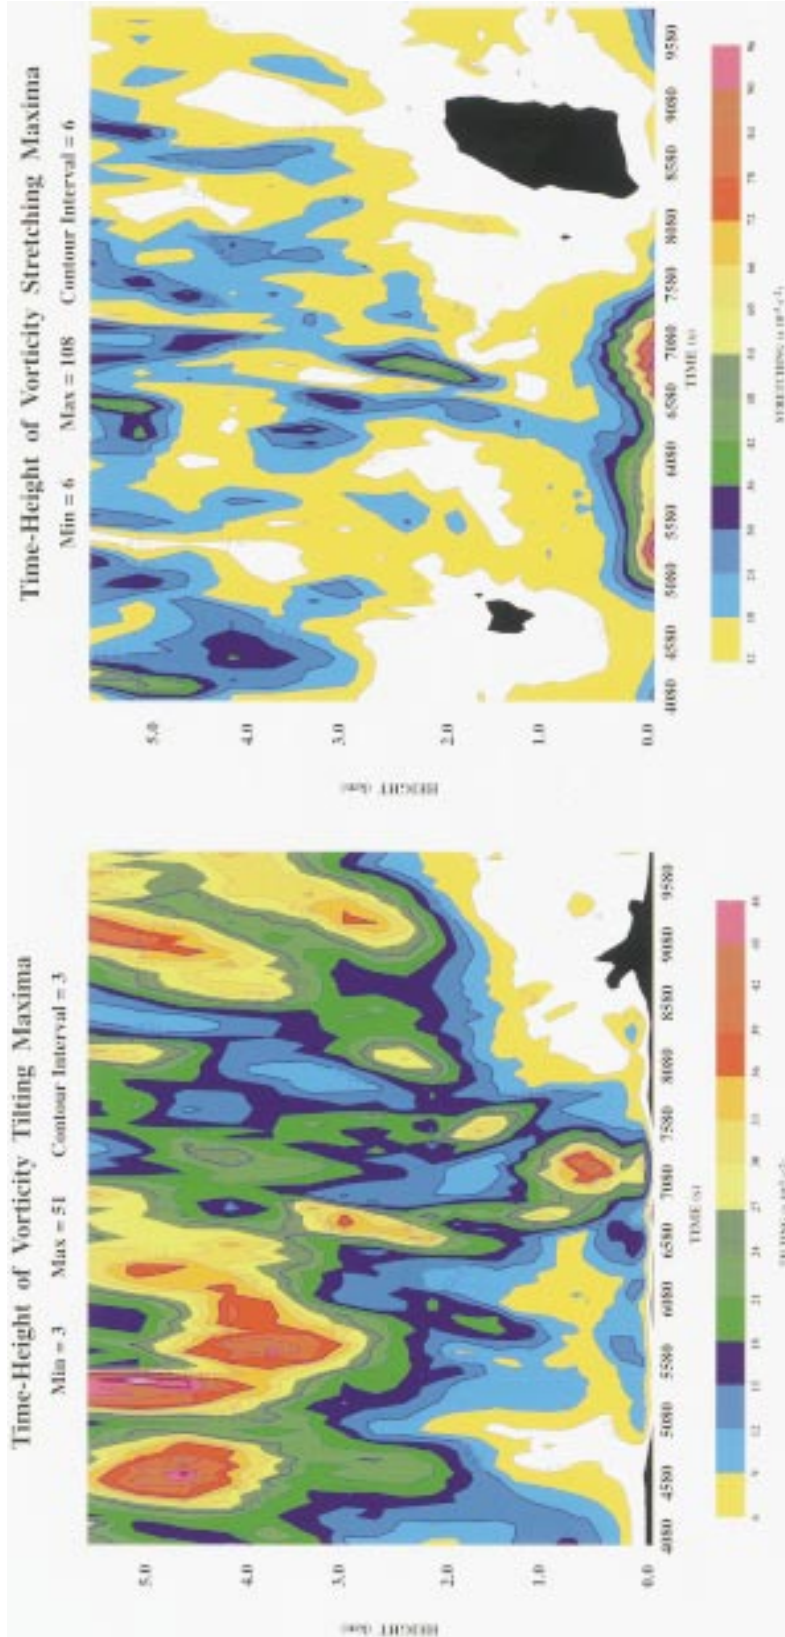 Time-Height of Vorticity Tilting Maxima
Min = 3 Max = 51 Contour Interval = 3
HEIGHT (km)
5.0
4.0
3.0
2.0
1.0
0.0
4080 4580 5080 5580 6080 6580 7080 7580 8080 8580 9080 9580
TIME (s)
Time-Height of Vorticity Stretching Maxima
Min = 6 Max = 108 Contour Interval = 6
HEIGHT (km)
5.0
4.0
3.0
2.0
1.0
0.0
4080 4580 5080 5580 6080 6580 7080 7580 8080 8580 9080 9580
TIME (s)